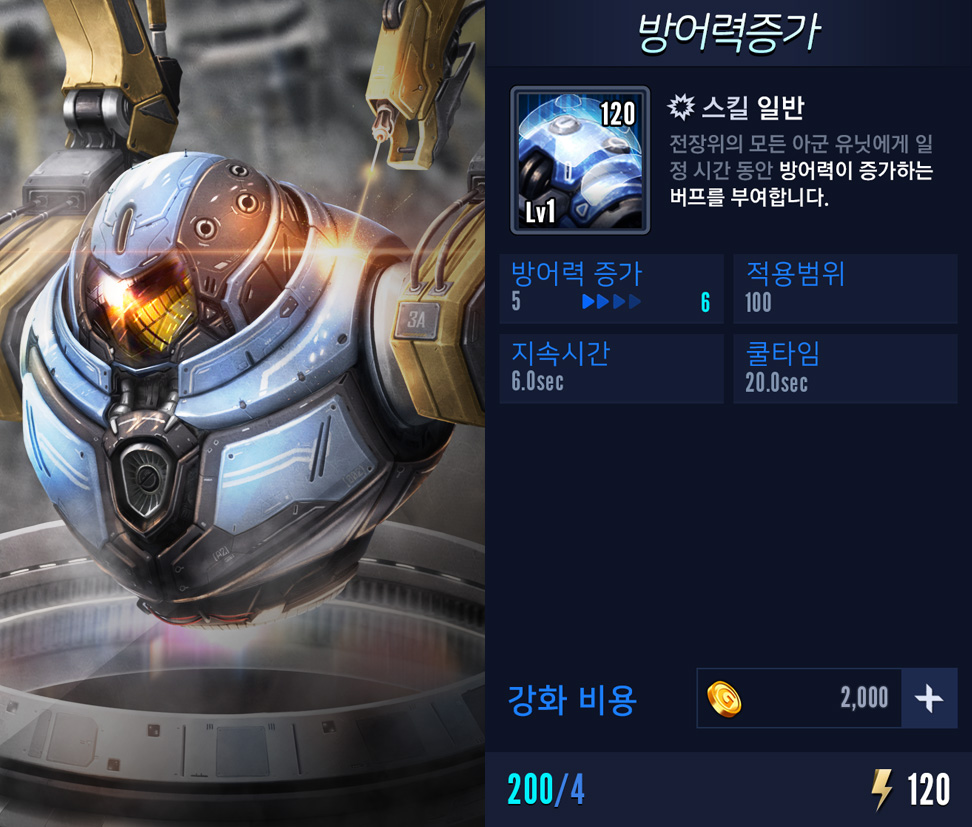 방어력증가
120
Lv1
스킬 일반
전장위의 모든 아군 유닛에게 일
정 시간 동안 방어력이 증가하는
버프를 부여합니다.
방어력 증가
5
6
적용범위
100
지속시간
6.0sec
쿨타임
20.0sec
3A
강화 비용
2,000
200/4
120